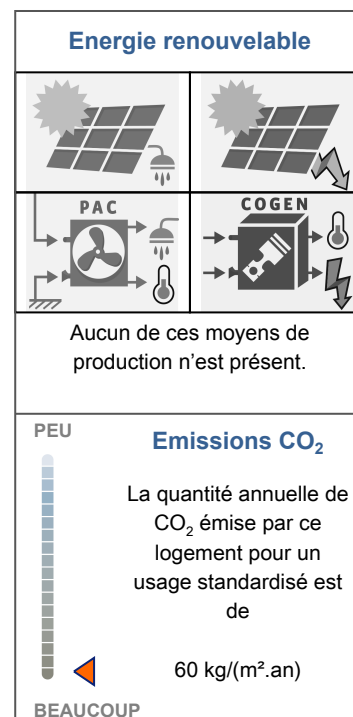 Energie renouvelable
PAC
COGEN
Aucun de ces moyens de
production n'est présent.
PEU
Emissions CO₂
La quantité annuelle de
CO₂ émise par ce
logement pour un
usage standardisé est
de
60 kg/(m².an)
BEAUCOUP